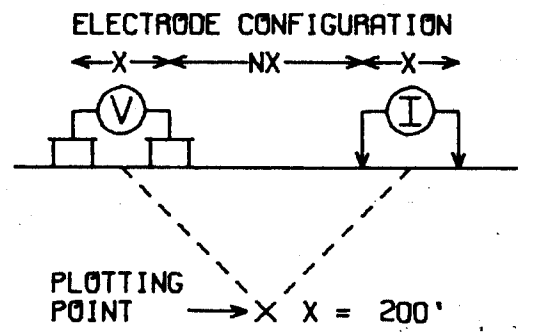 ELECTRODE CONFIGURATION
X NX X
V I
PLOTTING
POINT X X = 200'